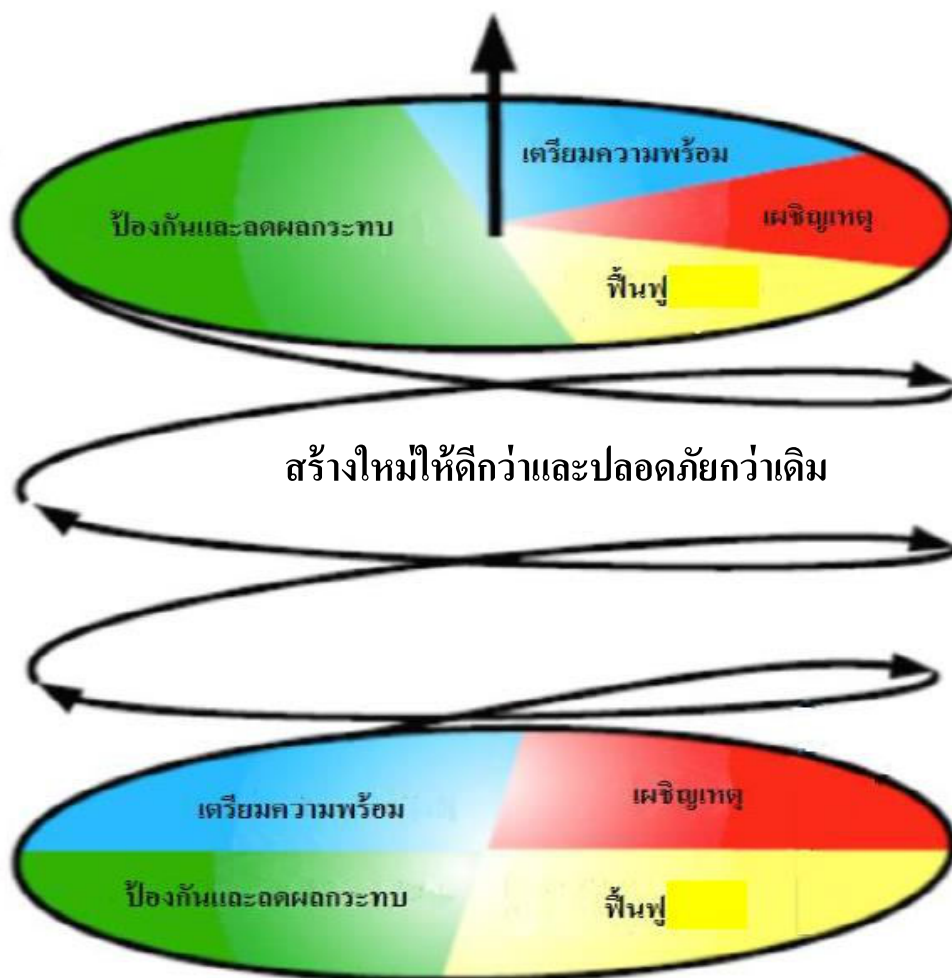 เตรียมความพร้อม
ป้องกันและลดผลกระทบ
เผชิญเหตุ
ฟื้นฟู
สร้างใหม่ให้ดีกว่าและปลอดภัยกว่าเดิม
เตรียมความพร้อม
เผชิญเหตุ
ป้องกันและลดผลกระทบ
ฟื้นฟู